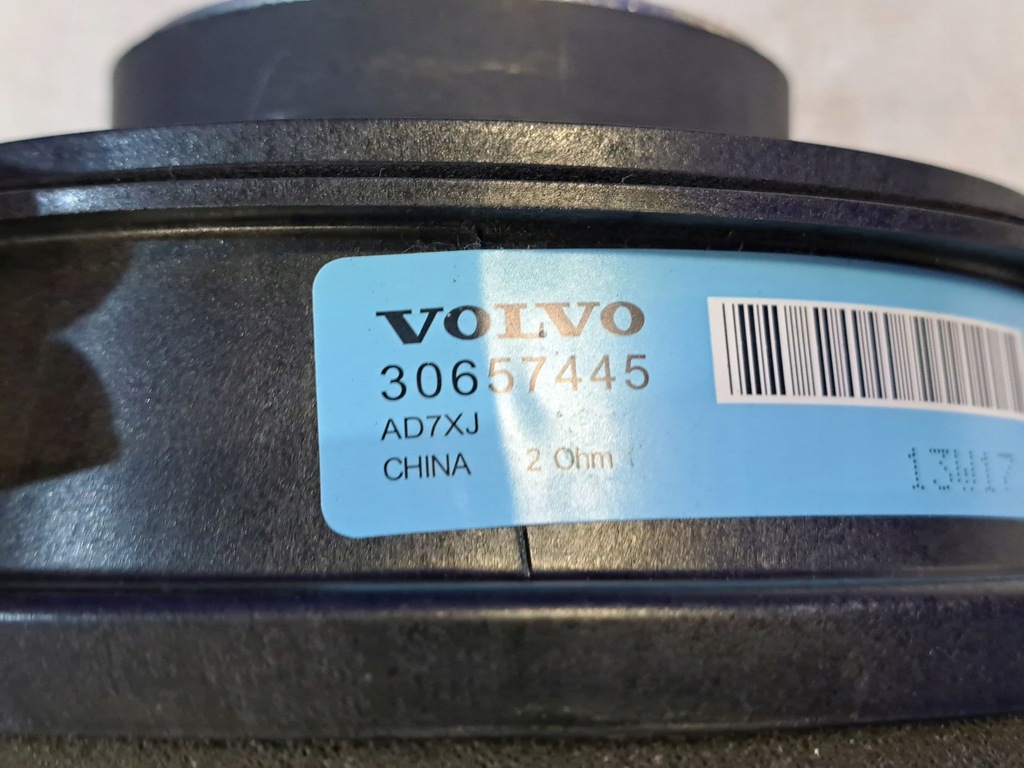 VOLVO
30657445
AD7XJ
CHINA 2 Ohm
13W17